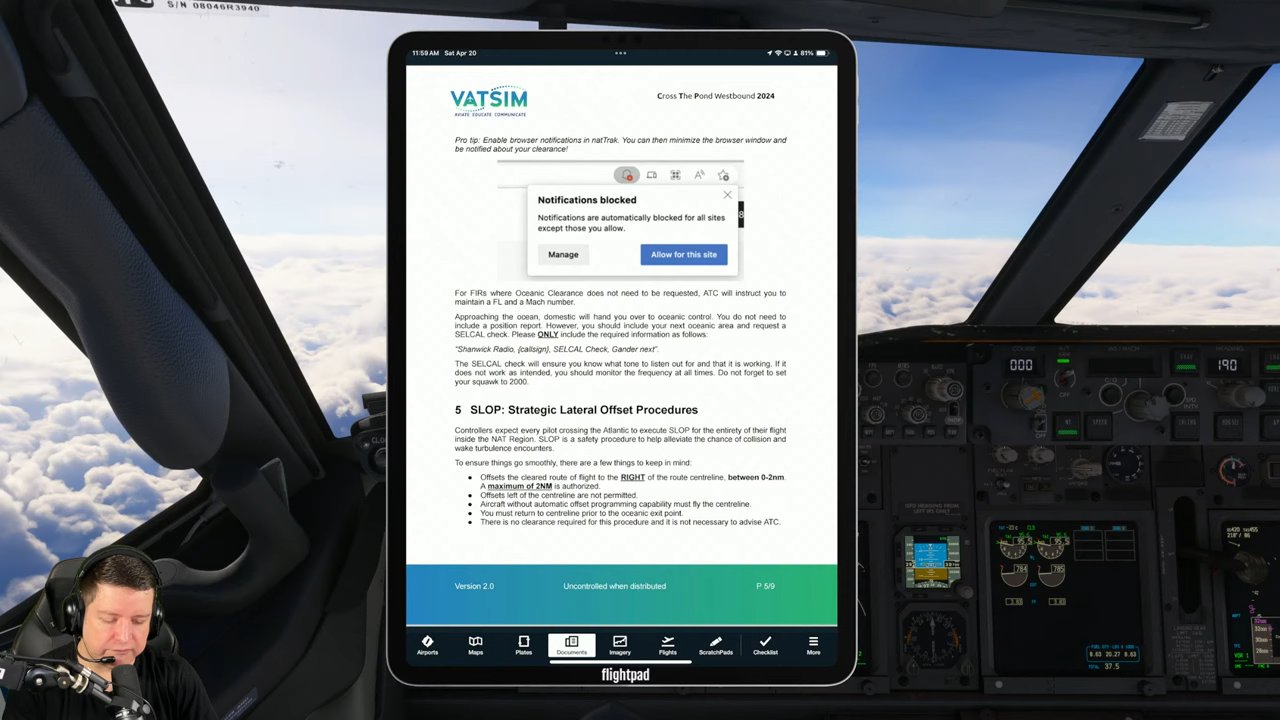 S/N 08046R3940
11:59 AM Sat Apr 20
81%
VATSIM
AVIATE EDUCATE COMMUNICATE
Cross The Pond Westbound 2024
Pro tip: Enable browser notifications in natTrak. You can then minimize the browser window and
be notified about your clearance!
Notifications blocked
Notifications are automatically blocked for all sites
except those you allow.
Manage
Allow for this site
For FIRs where Oceanic Clearance does not need to be requested, ATC will instruct you to
maintain a FL and a Mach number.
Approaching the ocean, domestic will hand you over to oceanic control. You do not need to
include a position report. However, you should include your next oceanic area and request a
SELCAL check. Please ONLY include the required information as follows:
"Shanwick Radio, {callsign}, SELCAL Check, Gander next".
The SELCAL check will ensure you know what tone to listen out for and that it is working. If it
does not work as intended, you should monitor the frequency at all times. Do not forget to set
your squawk to 2000.
5 SLOP: Strategic Lateral Offset Procedures
Controllers expect every pilot crossing the Atlantic to execute SLOP for the entirety of their flight
inside the NAT Region. SLOP is a safety procedure to help alleviate the chance of collision and
wake turbulence encounters.
To ensure things go smoothly, there are a few things to keep in mind:
● Offsets the cleared route of flight to the RIGHT of the route centreline, between 0-2nm.
A maximum of 2NM is authorized.
● Offsets left of the centreline are not permitted.
● Aircraft without automatic offset programming capability must fly the centreline.
● You must return to centreline prior to the oceanic exit point.
● There is no clearance required for this procedure and it is not necessary to advise ATC.
Version 2.0
Uncontrolled when distributed
P 5/9
Airports
Maps
Plates
Documents
Imagery
Flights
ScratchPads
Checklist
More
flightpad
COURSE
000
190
784
785
TOTAL 37.5